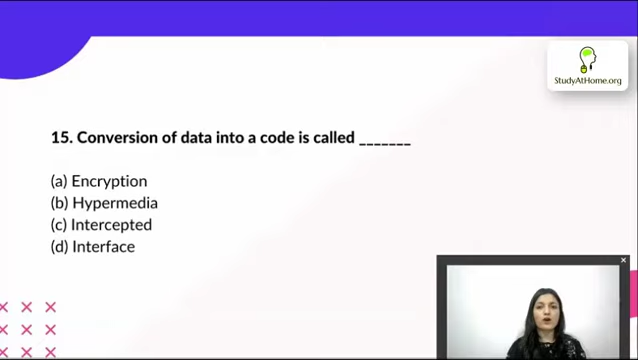 StudyAtHome.org
15. Conversion of data into a code is called _______
(a) Encryption
(b) Hypermedia
(c) Intercepted
(d) Interface